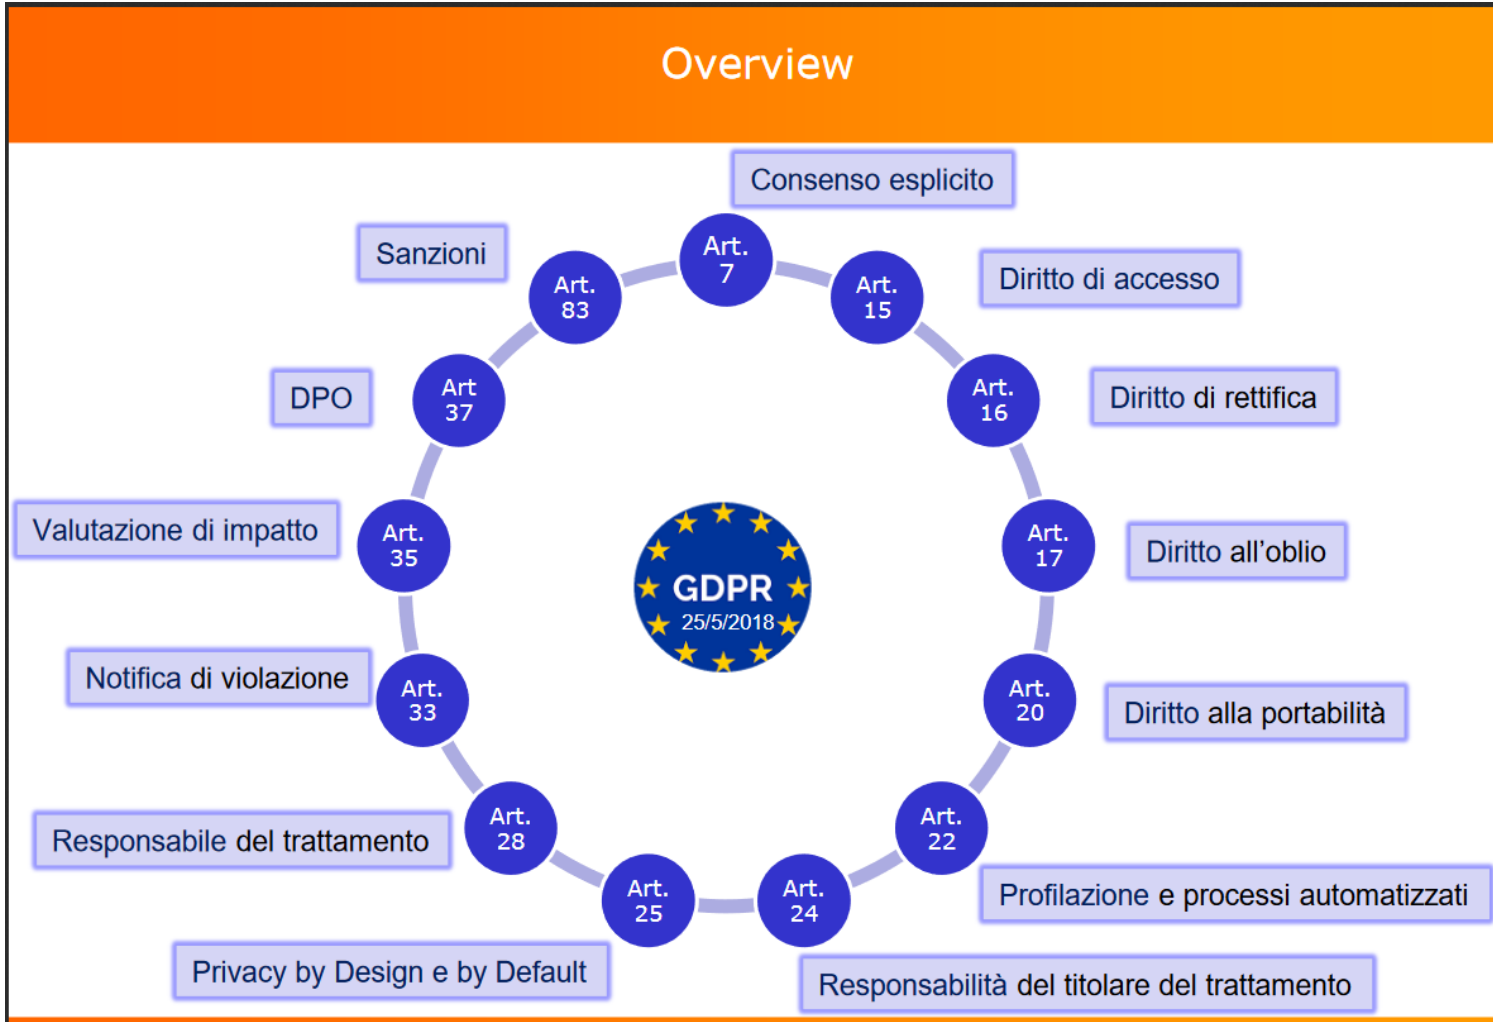 Overview
Consenso esplicito
Art.
7
Diritto di accesso
Art.
15
Diritto di rettifica
Art.
16
Diritto all'oblio
Art.
17
Diritto alla portabilità
Art.
20
Profilazione e processi automatizzati
Art.
22
Responsabilità del titolare del trattamento
Art.
24
Privacy by Design e by Default
Art.
25
Responsabile del trattamento
Art.
28
Notifica di violazione
Art.
33
Valutazione di impatto
Art.
35
DPO
Art
37
Sanzioni
Art.
83
GDPR
25/5/2018